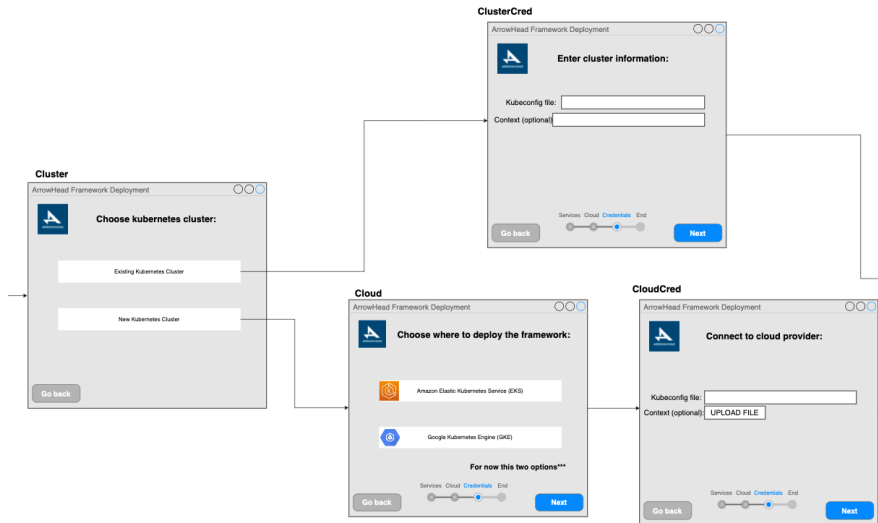 ClusterCred
ArrowHead Framework Deployment
Enter cluster information:
Kubeconfig file:
Context (optional)
Services Cloud Credentials End
Go back
Next
Cluster
ArrowHead Framework Deployment
Choose kubernetes cluster:
Existing Kubernetes Cluster
New Kubernetes Cluster
Go back
Cloud
ArrowHead Framework Deployment
Choose where to deploy the framework:
Amazon Elastic Kubernetes Service (EKS)
Google Kubernetes Engine (GKE)
For now this two options***
Services Cloud Credentials End
Go back
Next
CloudCred
ArrowHead Framework Deployment
Connect to cloud provider:
Kubeconfig file:
Context (optional): UPLOAD FILE
Services Cloud Credentials End
Go back
Next